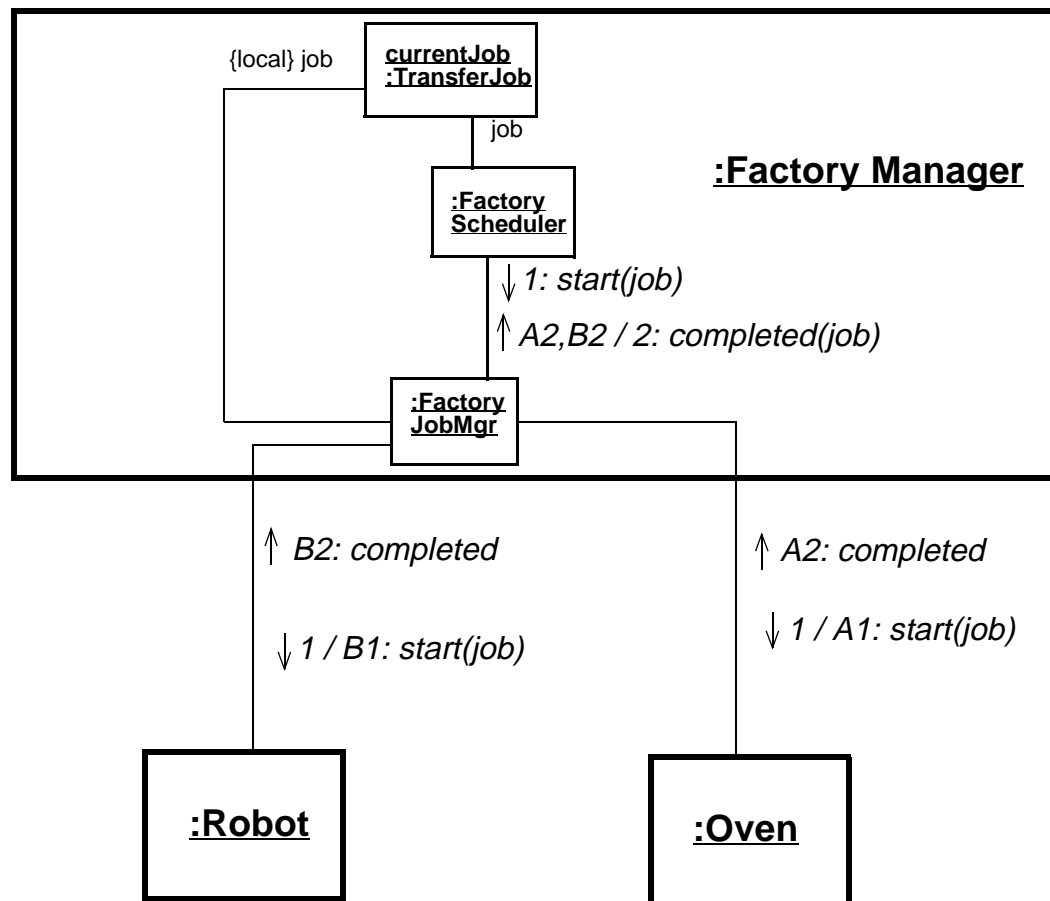 {local} job
currentJob
:TransferJob
job
:Factory Manager
:Factory
Scheduler
1: start(job)
A2,B2 / 2: completed(job)
:Factory
JobMgr
B2: completed
A2: completed
1 / B1: start(job)
1 / A1: start(job)
:Robot
:Oven